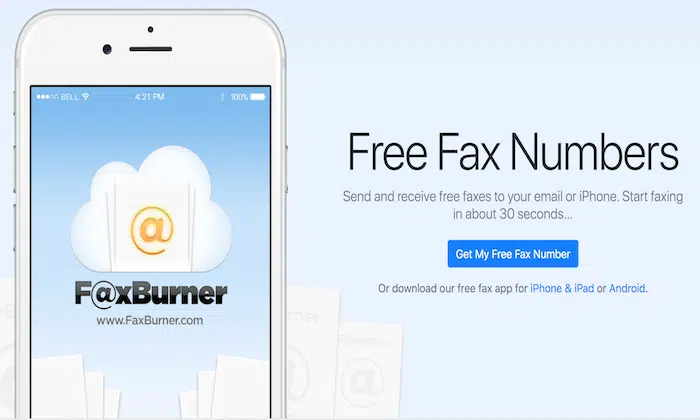 ●●●○○ BELL 4:21 PM 100%
@
F@xBurner
www.FaxBurner.com
Free Fax Numbers
Send and receive free faxes to your email or iPhone. Start faxing
in about 30 seconds...
Get My Free Fax Number
Or download our free fax app for iPhone & iPad or Android.